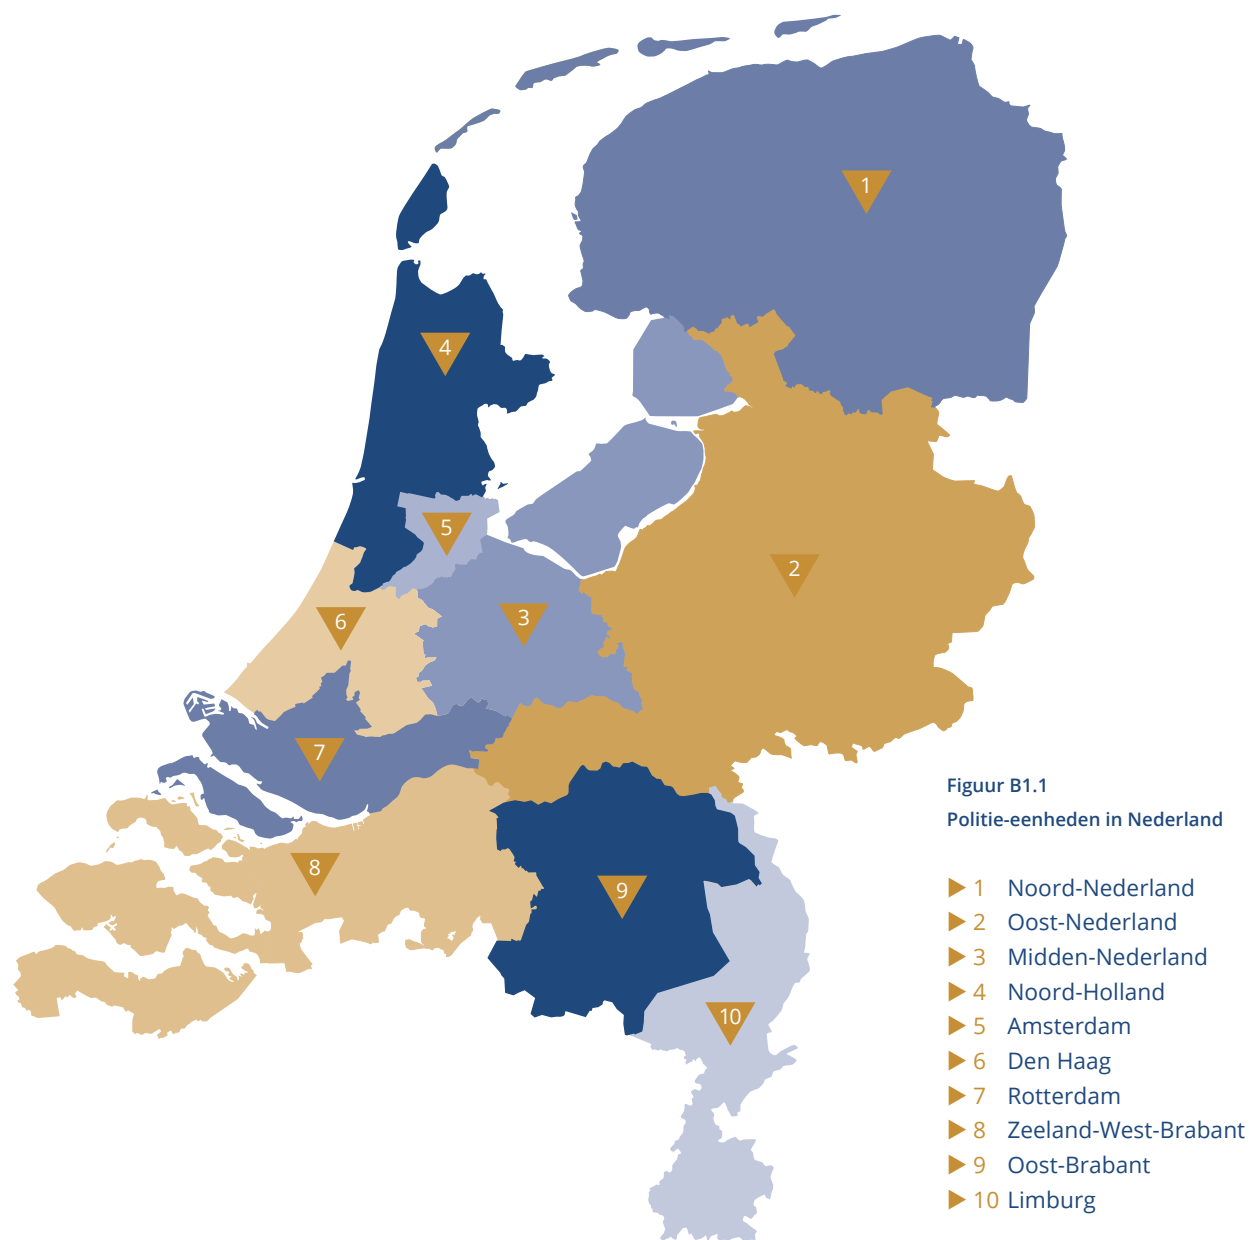 1
4
5
2
3
6
7
8
9
10
Figuur B1.1
Politie-eenheden in Nederland
1 Noord-Nederland
2 Oost-Nederland
3 Midden-Nederland
4 Noord-Holland
5 Amsterdam
6 Den Haag
7 Rotterdam
8 Zeeland-West-Brabant
9 Oost-Brabant
10 Limburg